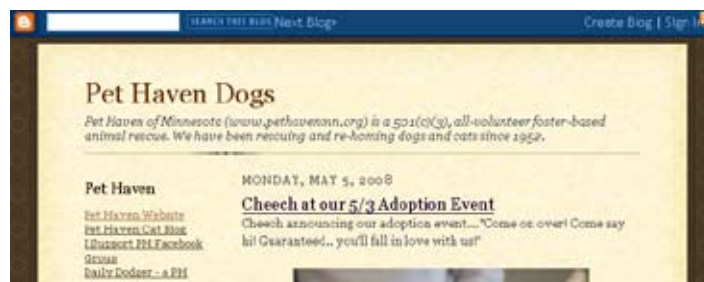 SEARCH THIS BLOG Next Blog» Create Blog | Sign In
Pet Haven Dogs
Pet Haven of Minnesota (www.pethavenmn.org) is a 501(c)(3), all-volunteer foster-based
animal rescue. We have been rescuing and re-homing dogs and cats since 1952.
Pet Haven
Pet Haven Website
Pet Haven Cat Blog
I Support PH Facebook
Group
Daily Dodger - a PH
MONDAY, MAY 5, 2008
Cheech at our 5/3 Adoption Event
Cheech announcing our adoption event...."Come on over! Come say
hi! Guaranteed.. you'll fall in love with us!"